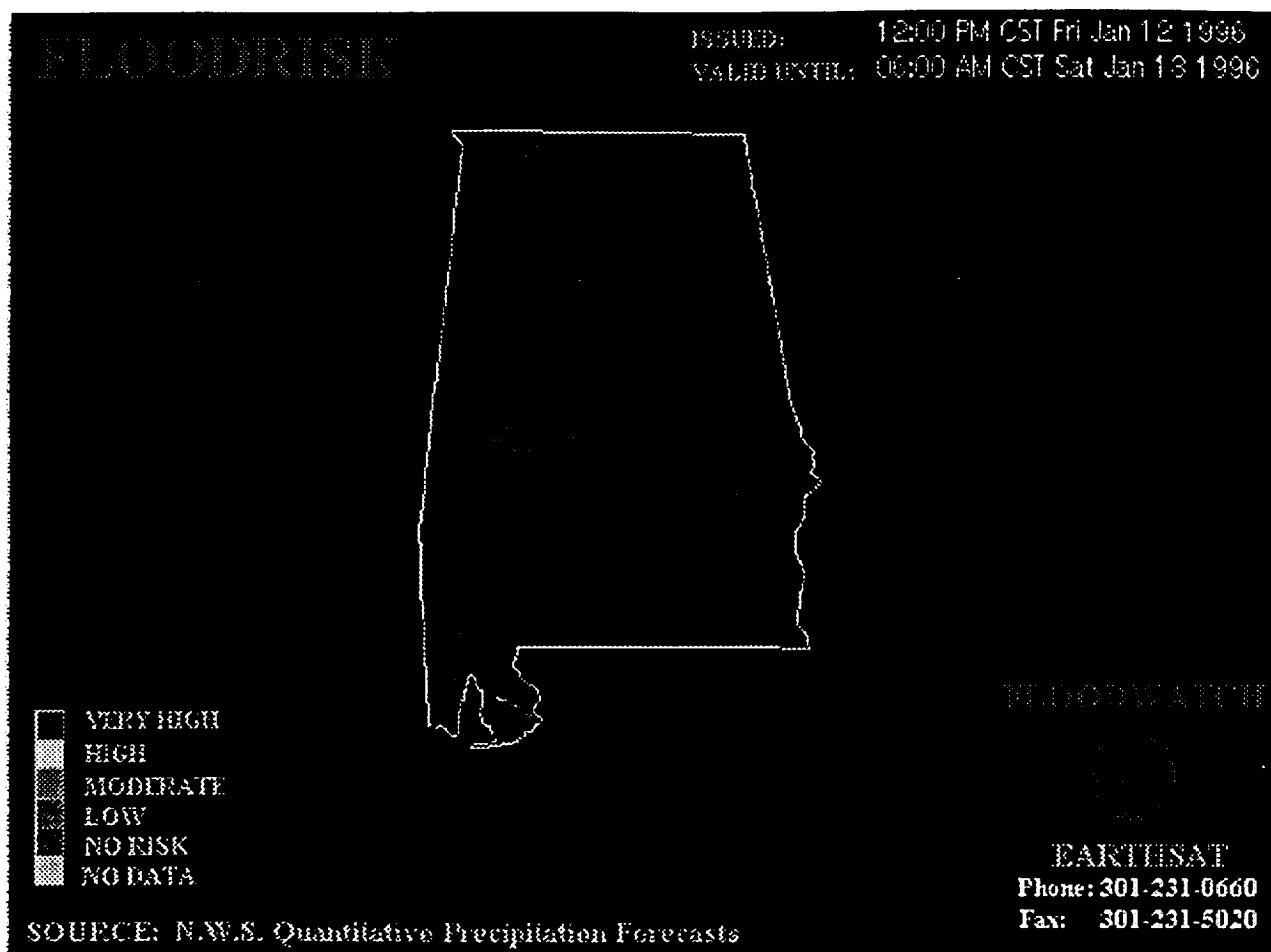 FLOODRISK
ISSUED: 12:00 PM CST Fri Jan 12 1996
VALID UNTIL: 06:00 AM CST Sat Jan 13 1996
VERY HIGH
HIGH
MODERATE
LOW
NO RISK
NO DATA
FLOODWATCH
EARTHSAT
Phone: 301-231-0660
Fax: 301-231-5020
SOURCE: N.W.S. Quantitative Precipitation Forecasts